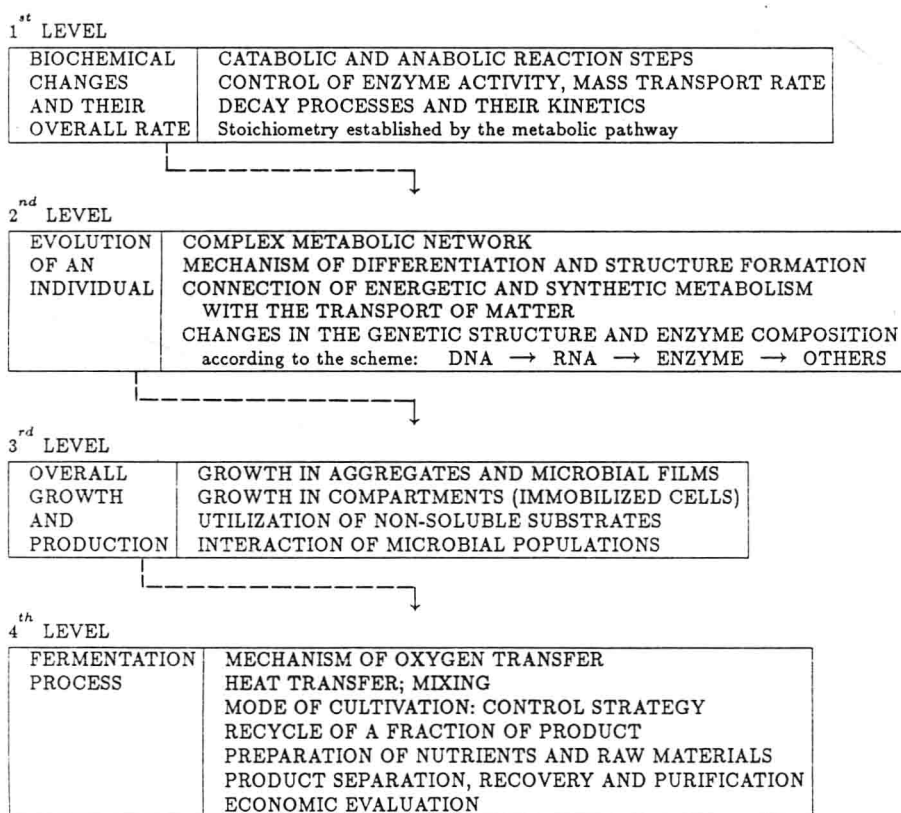 1st LEVEL
BIOCHEMICAL CATABOLIC AND ANABOLIC REACTION STEPS
CHANGES CONTROL OF ENZYME ACTIVITY, MASS TRANSPORT RATE
AND THEIR DECAY PROCESSES AND THEIR KINETICS
OVERALL RATE Stoichiometry established by the metabolic pathway
2nd LEVEL
EVOLUTION COMPLEX METABOLIC NETWORK
OF AN MECHANISM OF DIFFERENTIATION AND STRUCTURE FORMATION
INDIVIDUAL CONNECTION OF ENERGETIC AND SYNTHETIC METABOLISM
WITH THE TRANSPORT OF MATTER
CHANGES IN THE GENETIC STRUCTURE AND ENZYME COMPOSITION
according to the scheme: DNA → RNA → ENZYME → OTHERS
3rd LEVEL
OVERALL GROWTH IN AGGREGATES AND MICROBIAL FILMS
GROWTH GROWTH IN COMPARTMENTS (IMMOBILIZED CELLS)
AND UTILIZATION OF NON-SOLUBLE SUBSTRATES
PRODUCTION INTERACTION OF MICROBIAL POPULATIONS
4th LEVEL
FERMENTATION MECHANISM OF OXYGEN TRANSFER
PROCESS HEAT TRANSFER; MIXING
MODE OF CULTIVATION: CONTROL STRATEGY
RECYCLE OF A FRACTION OF PRODUCT
PREPARATION OF NUTRIENTS AND RAW MATERIALS
PRODUCT SEPARATION, RECOVERY AND PURIFICATION
ECONOMIC EVALUATION